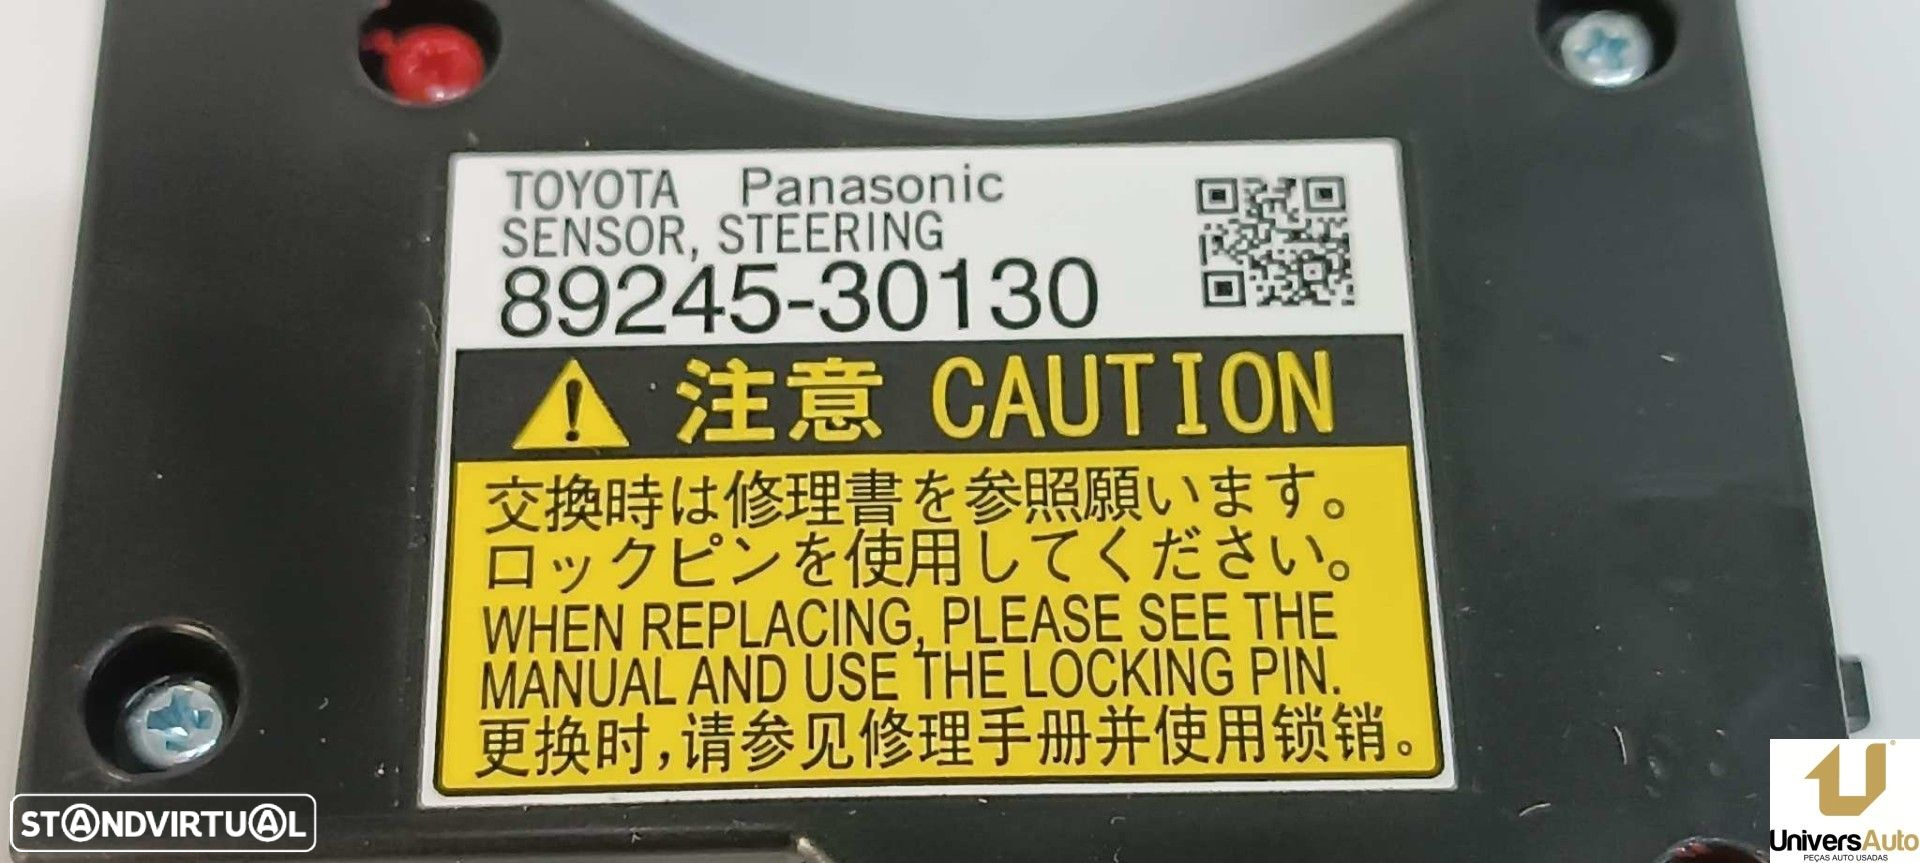 TOYOTA Panasonic
SENSOR, STEERING
89245-30130
注意 CAUTION
交換時は修理書を参照願います。
ロックピンを使用してください。
WHEN REPLACING, PLEASE SEE THE
MANUAL AND USE THE LOCKING PIN.
更换时,请参见修理手册并使用锁销。
STANDVIRTUAL
UniversAuto
PEÇAS AUTO USADAS